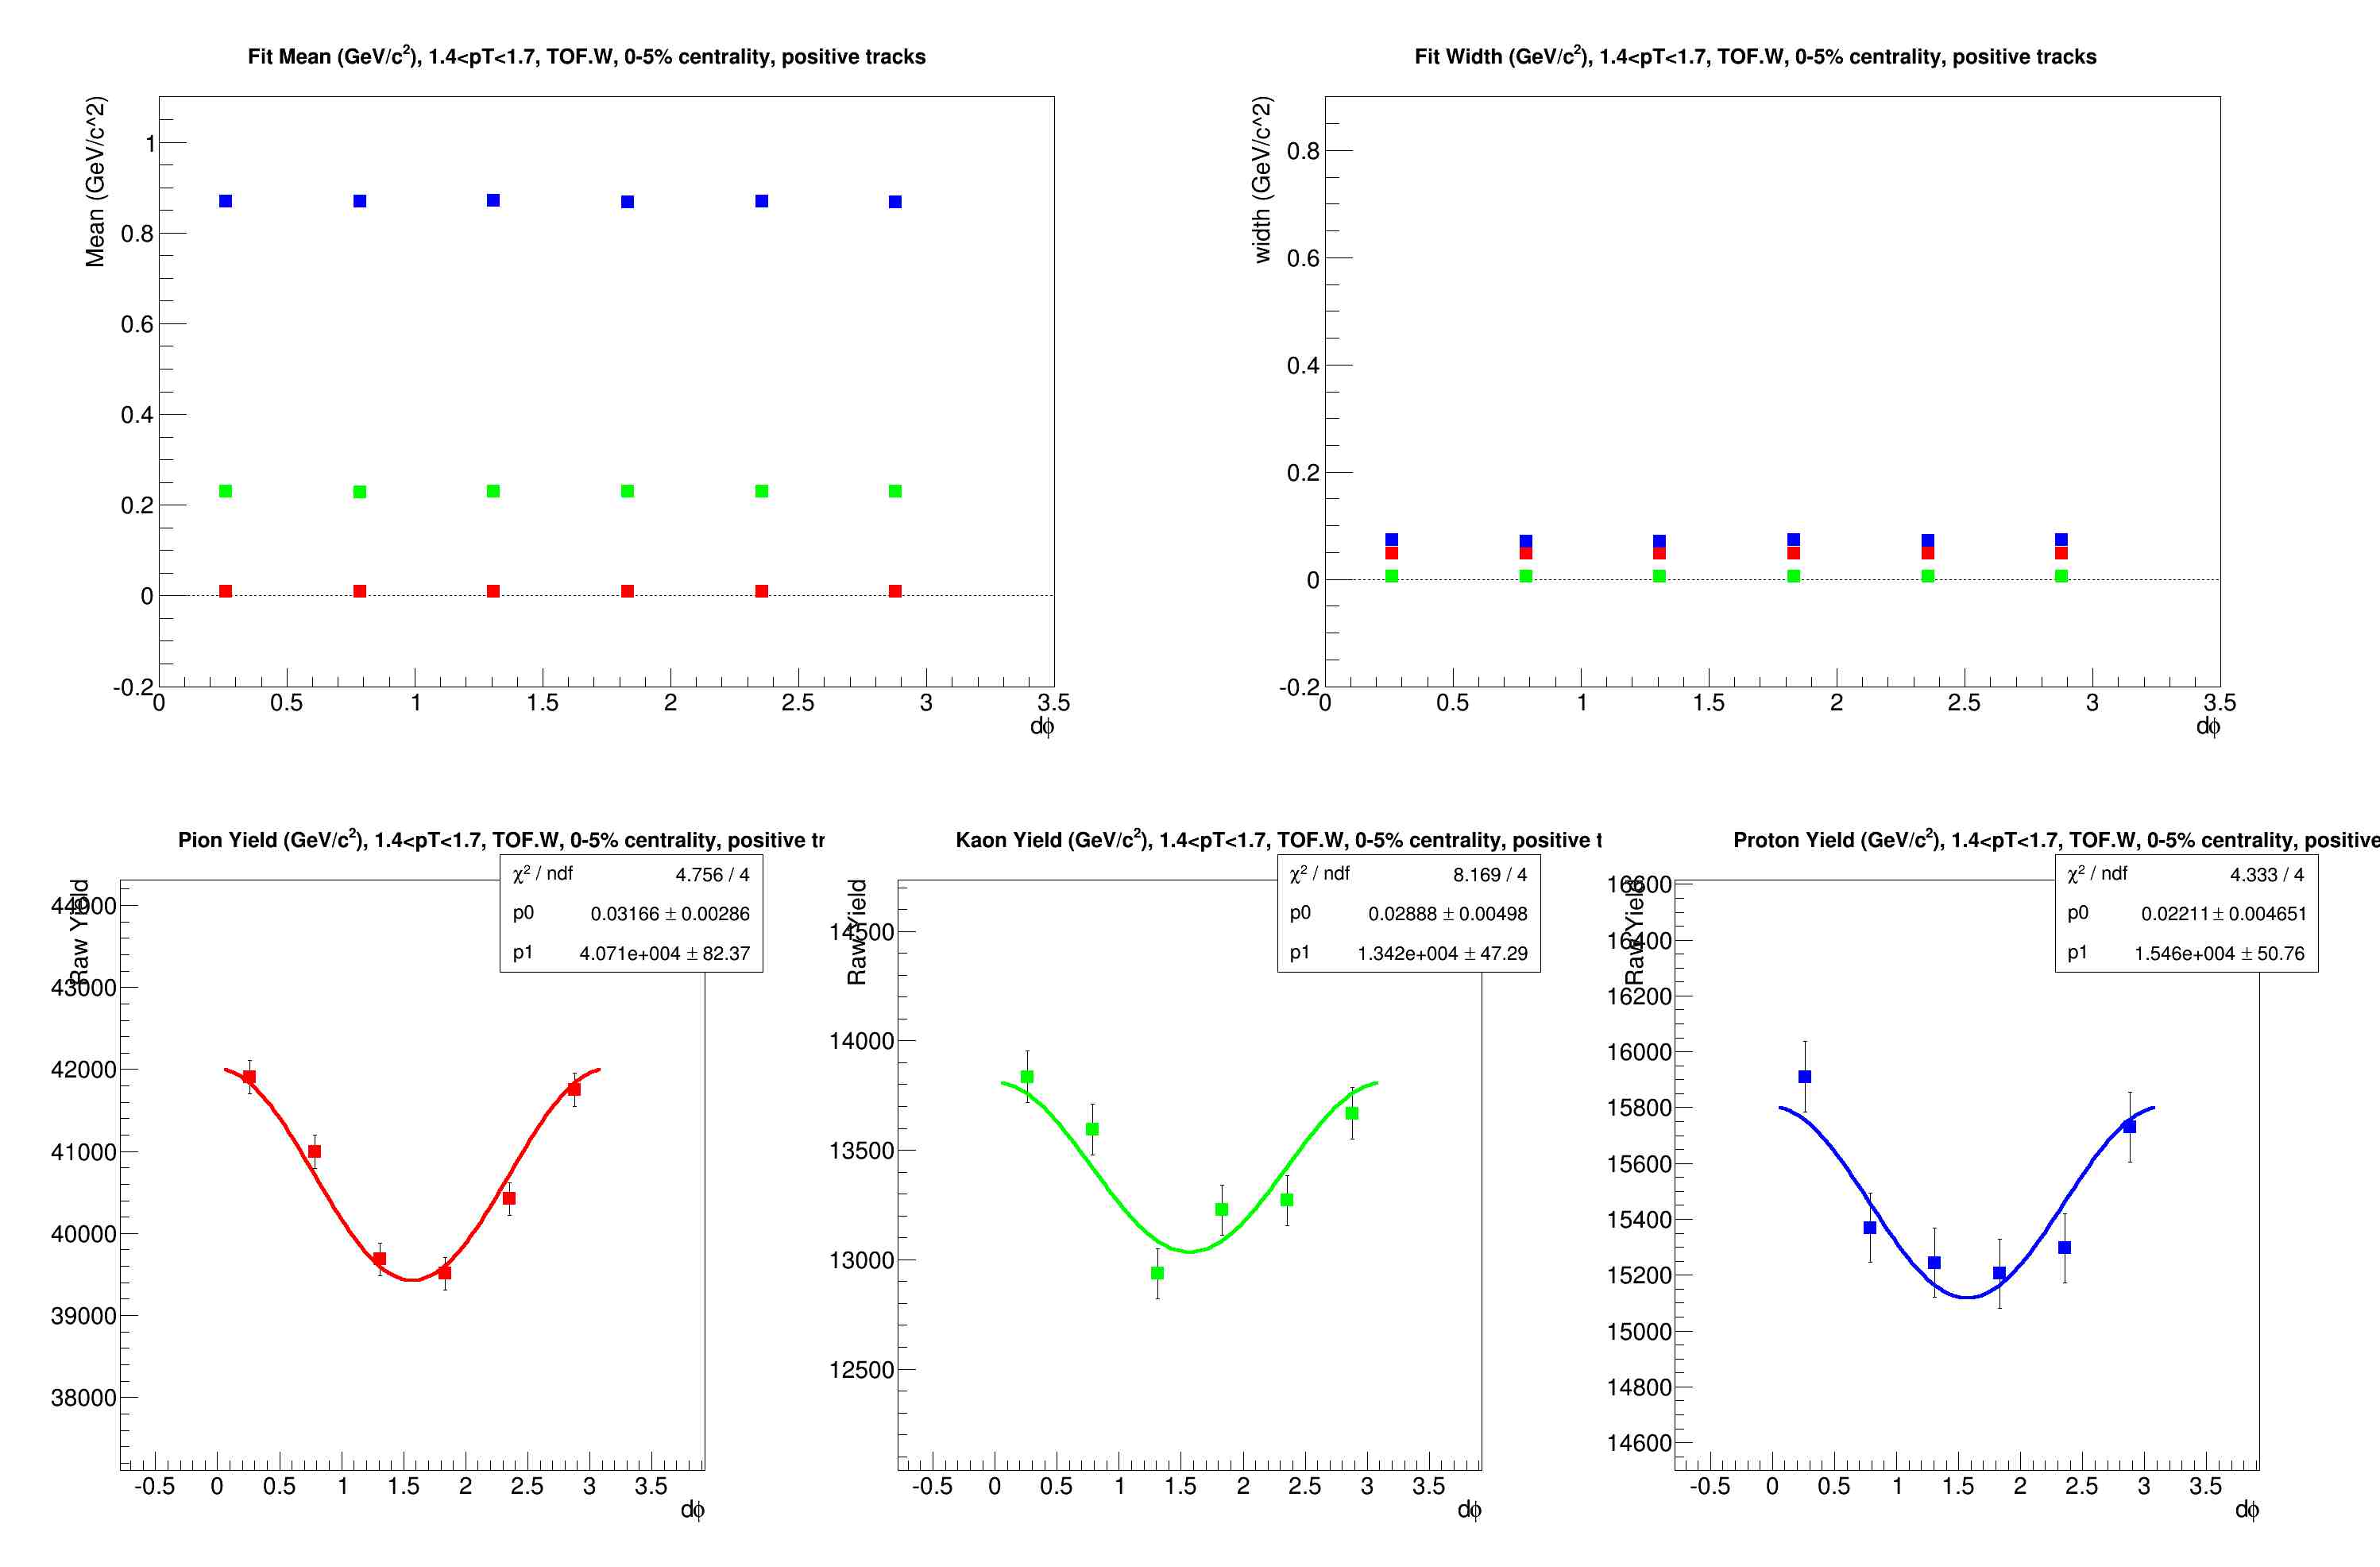 Fit Mean (GeV/c²), 1.4<pT<1.7, TOF.W, 0-5% centrality, positive tracks
Mean (GeV/c^2)
1
0.8
0.6
0.4
0.2
0
-0.2
0 0.5 1 1.5 2 2.5 3 3.5
dϕ
Fit Width (GeV/c²), 1.4<pT<1.7, TOF.W, 0-5% centrality, positive tracks
width (GeV/c^2)
0.8
0.6
0.4
0.2
0
-0.2
0 0.5 1 1.5 2 2.5 3 3.5
dϕ
Pion Yield (GeV/c²), 1.4<pT<1.7, TOF.W, 0-5% centrality, positive tr
χ² / ndf 4.756 / 4
p0 0.03166 ± 0.00286
p1 4.071e+004 ± 82.37
Raw Yield
44000
43000
42000
41000
40000
39000
38000
-0.5 0 0.5 1 1.5 2 2.5 3 3.5
dϕ
Kaon Yield (GeV/c²), 1.4<pT<1.7, TOF.W, 0-5% centrality, positive t
χ² / ndf 8.169 / 4
p0 0.02888 ± 0.00498
p1 1.342e+004 ± 47.29
Raw Yield
14500
14000
13500
13000
12500
-0.5 0 0.5 1 1.5 2 2.5 3 3.5
dϕ
Proton Yield (GeV/c²), 1.4<pT<1.7, TOF.W, 0-5% centrality, positive
χ² / ndf 4.333 / 4
p0 0.02211 ± 0.004651
p1 1.546e+004 ± 50.76
Raw Yield
16600
16400
16200
16000
15800
15600
15400
15200
15000
14800
14600
-0.5 0 0.5 1 1.5 2 2.5 3 3.5
dϕ